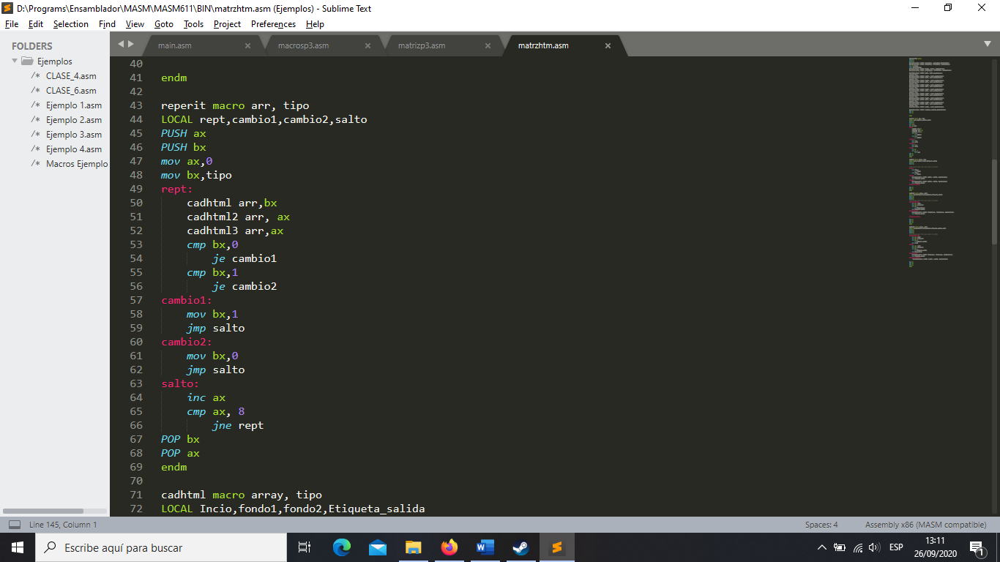 D:\Programs\Ensamblador\MASM\MASM611\BIN\matrzhtm.asm (Ejemplos) - Sublime Text
File Edit Selection Find View Goto Tools Project Preferences Help
FOLDERS
Ejemplos
/* CLASE_4.asm
/* CLASE_6.asm
/* Ejemplo 1.asm
/* Ejemplo 2.asm
/* Ejemplo 3.asm
/* Ejemplo 4.asm
/* Macros Ejemplo
main.asm macrosp3.asm matrizp3.asm matrzhtm.asm
40
41 endm
42
43 reperit macro arr, tipo
44 LOCAL rept,cambio1,cambio2,salto
45 PUSH ax
46 PUSH bx
47 mov ax,0
48 mov bx,tipo
49 rept:
50 cadhtml arr,bx
51 cadhtml2 arr, ax
52 cadhtml3 arr,ax
53 cmp bx,0
54 je cambio1
55 cmp bx,1
56 je cambio2
57 cambio1:
58 mov bx,1
59 jmp salto
60 cambio2:
61 mov bx,0
62 jmp salto
63 salto:
64 inc ax
65 cmp ax, 8
66 jne rept
67 POP bx
68 POP ax
69 endm
70
71 cadhtml macro array, tipo
72 LOCAL Incio,fondo1,fondo2,Etiqueta_salida
Line 145, Column 1 Spaces: 4 Assembly x86 (MASM compatible)
Escribe aquí para buscar
ESP
13:11
26/09/2020
1